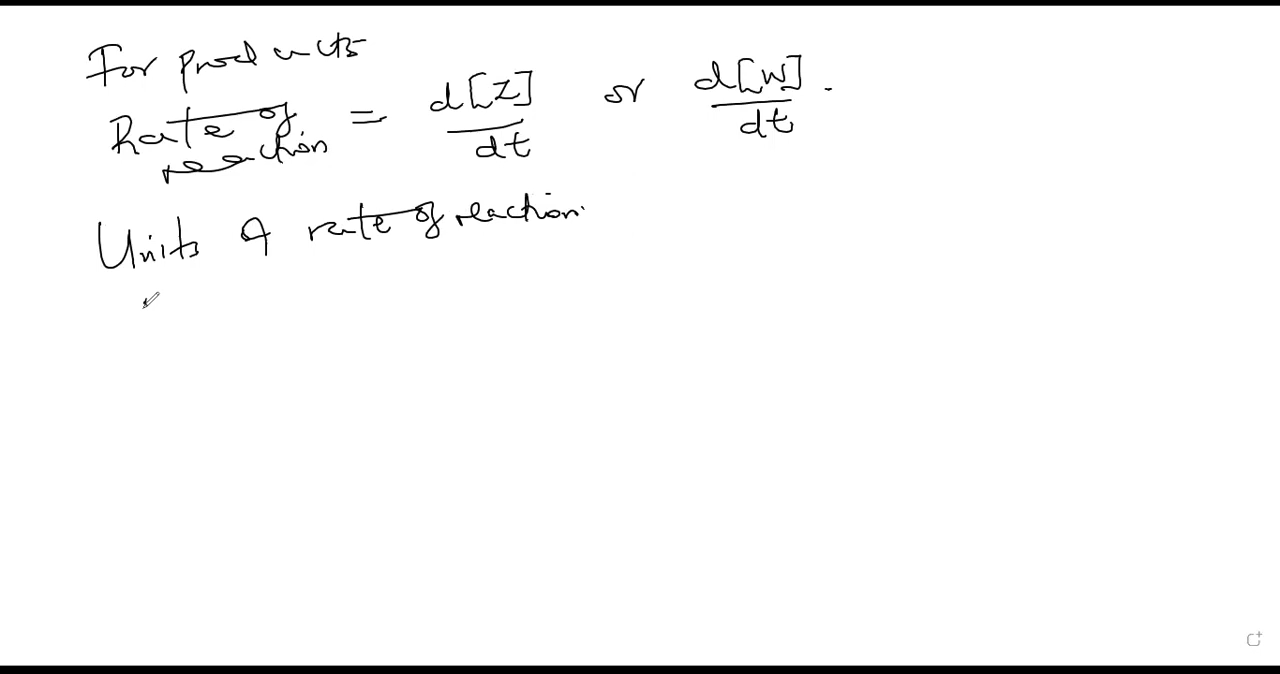 For products
Rate of reaction = d[Z]/dt or d[W]/dt.
Units of rate of reaction.